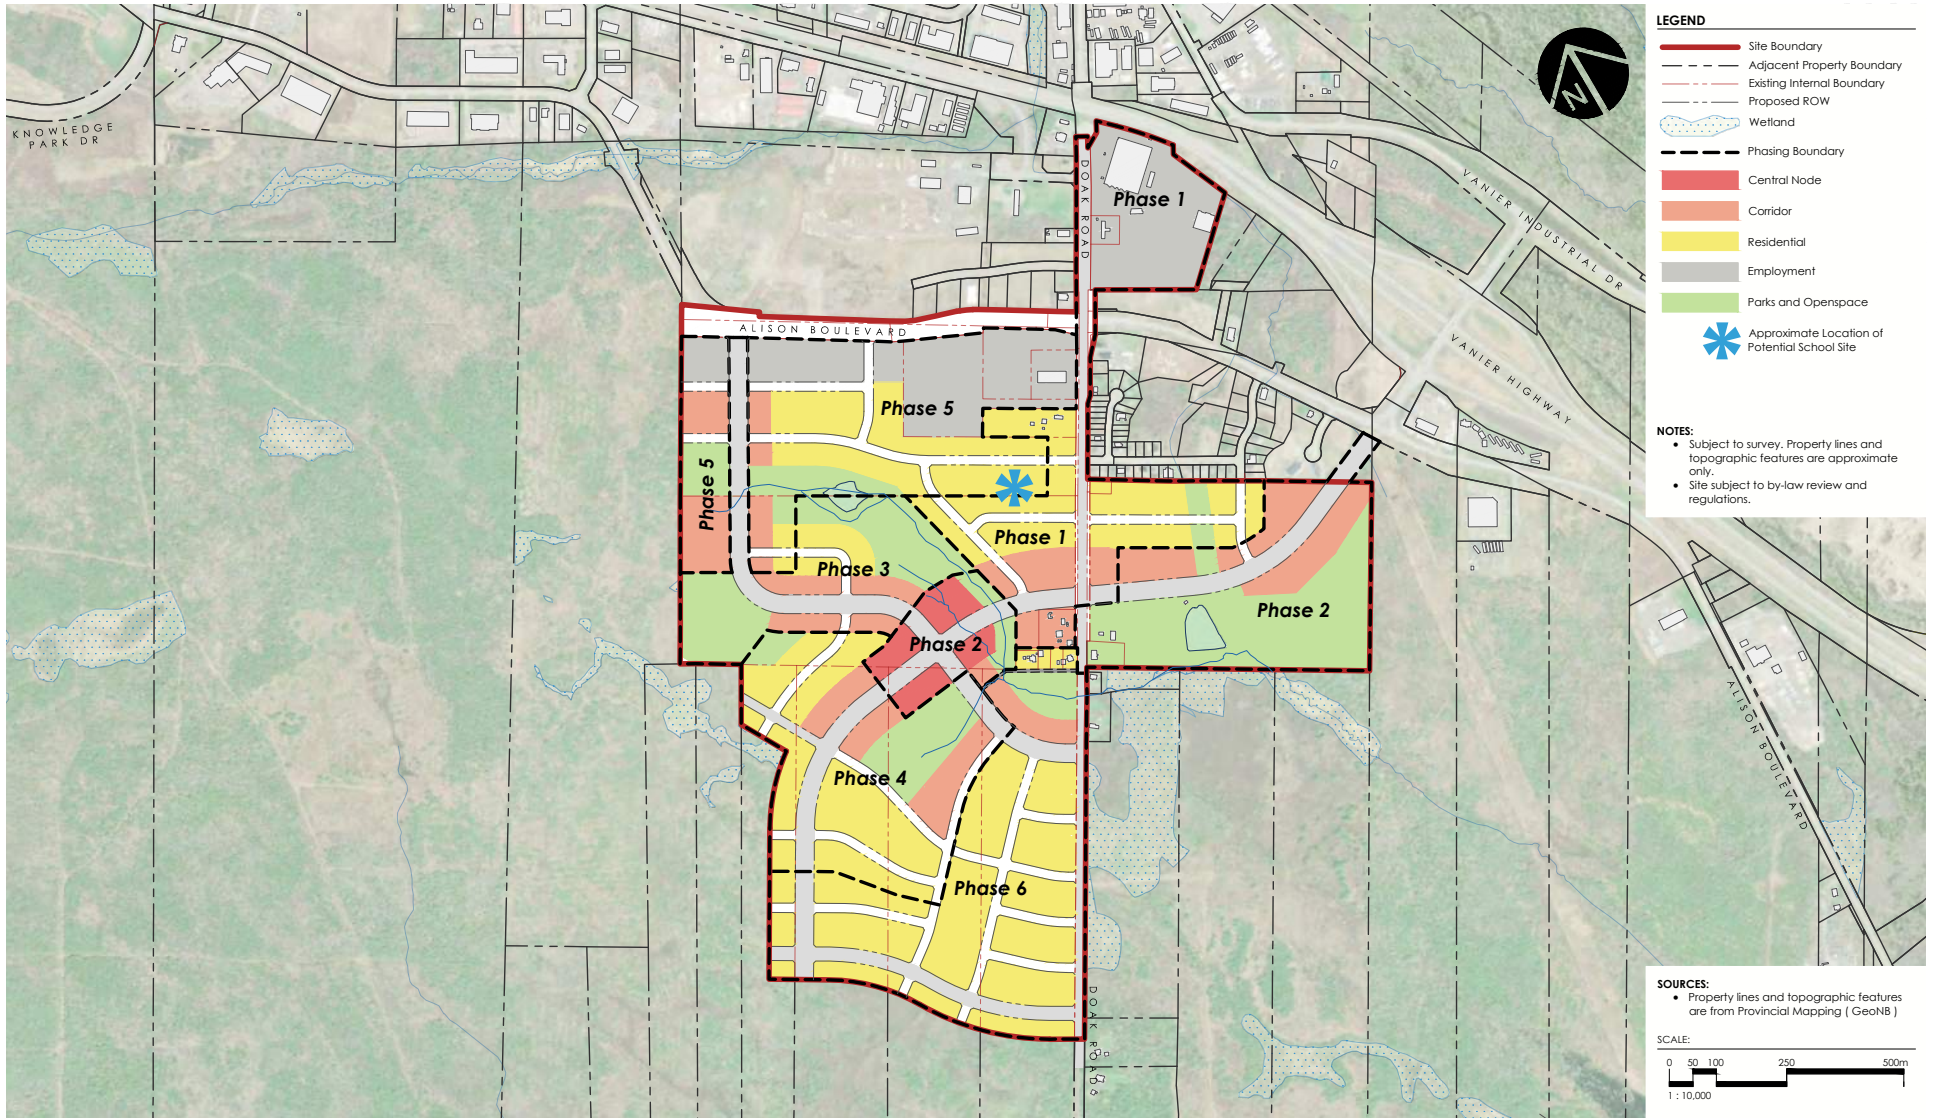 KNOWLEDGE
PARK DR
DOAK ROAD
Phase 1
VANIER INDUSTRIAL DR
ALISON BOULEVARD
VANIER HIGHWAY
Phase 5
Phase 5
Phase 1
Phase 3
Phase 2
Phase 2
Phase 4
Phase 6
ALISON BOULEVARD
DOAK ROAD
N
LEGEND
Site Boundary
Adjacent Property Boundary
Existing Internal Boundary
Proposed ROW
Wetland
Phasing Boundary
Central Node
Corridor
Residential
Employment
Parks and Openspace
Approximate Location of
Potential School Site
NOTES:
• Subject to survey. Property lines and
topographic features are approximate
only.
• Site subject to by-law review and
regulations.
SOURCES:
• Property lines and topographic features
are from Provincial Mapping ( GeoNB )
SCALE:
0 50 100 250 500m
1 : 10,000